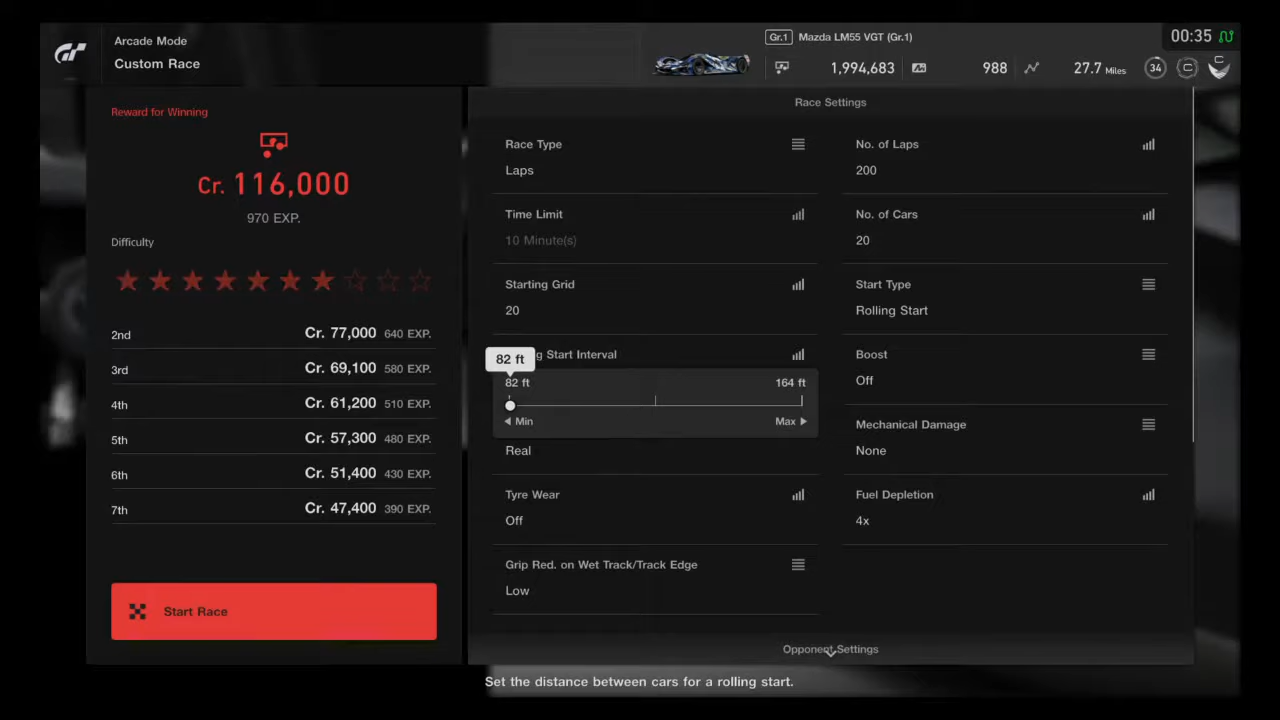 Arcade Mode
Custom Race
Gr.1 Mazda LM55 VGT (Gr.1)
1,994,683
988
27.7 Miles
34
C
C
00:35
Reward for Winning
Cr. 116,000
970 EXP.
Difficulty
2nd Cr. 77,000 640 EXP.
3rd Cr. 69,100 580 EXP.
4th Cr. 61,200 510 EXP.
5th Cr. 57,300 480 EXP.
6th Cr. 51,400 430 EXP.
7th Cr. 47,400 390 EXP.
Start Race
Race Settings
Race Type
Laps
No. of Laps
200
Time Limit
10 Minute(s)
No. of Cars
20
Starting Grid
20
Start Type
Rolling Start
82 ft
g Start Interval
82 ft 164 ft
Min Max
Boost
Off
Real
Mechanical Damage
None
Tyre Wear
Off
Fuel Depletion
4x
Grip Red. on Wet Track/Track Edge
Low
Opponent Settings
Set the distance between cars for a rolling start.